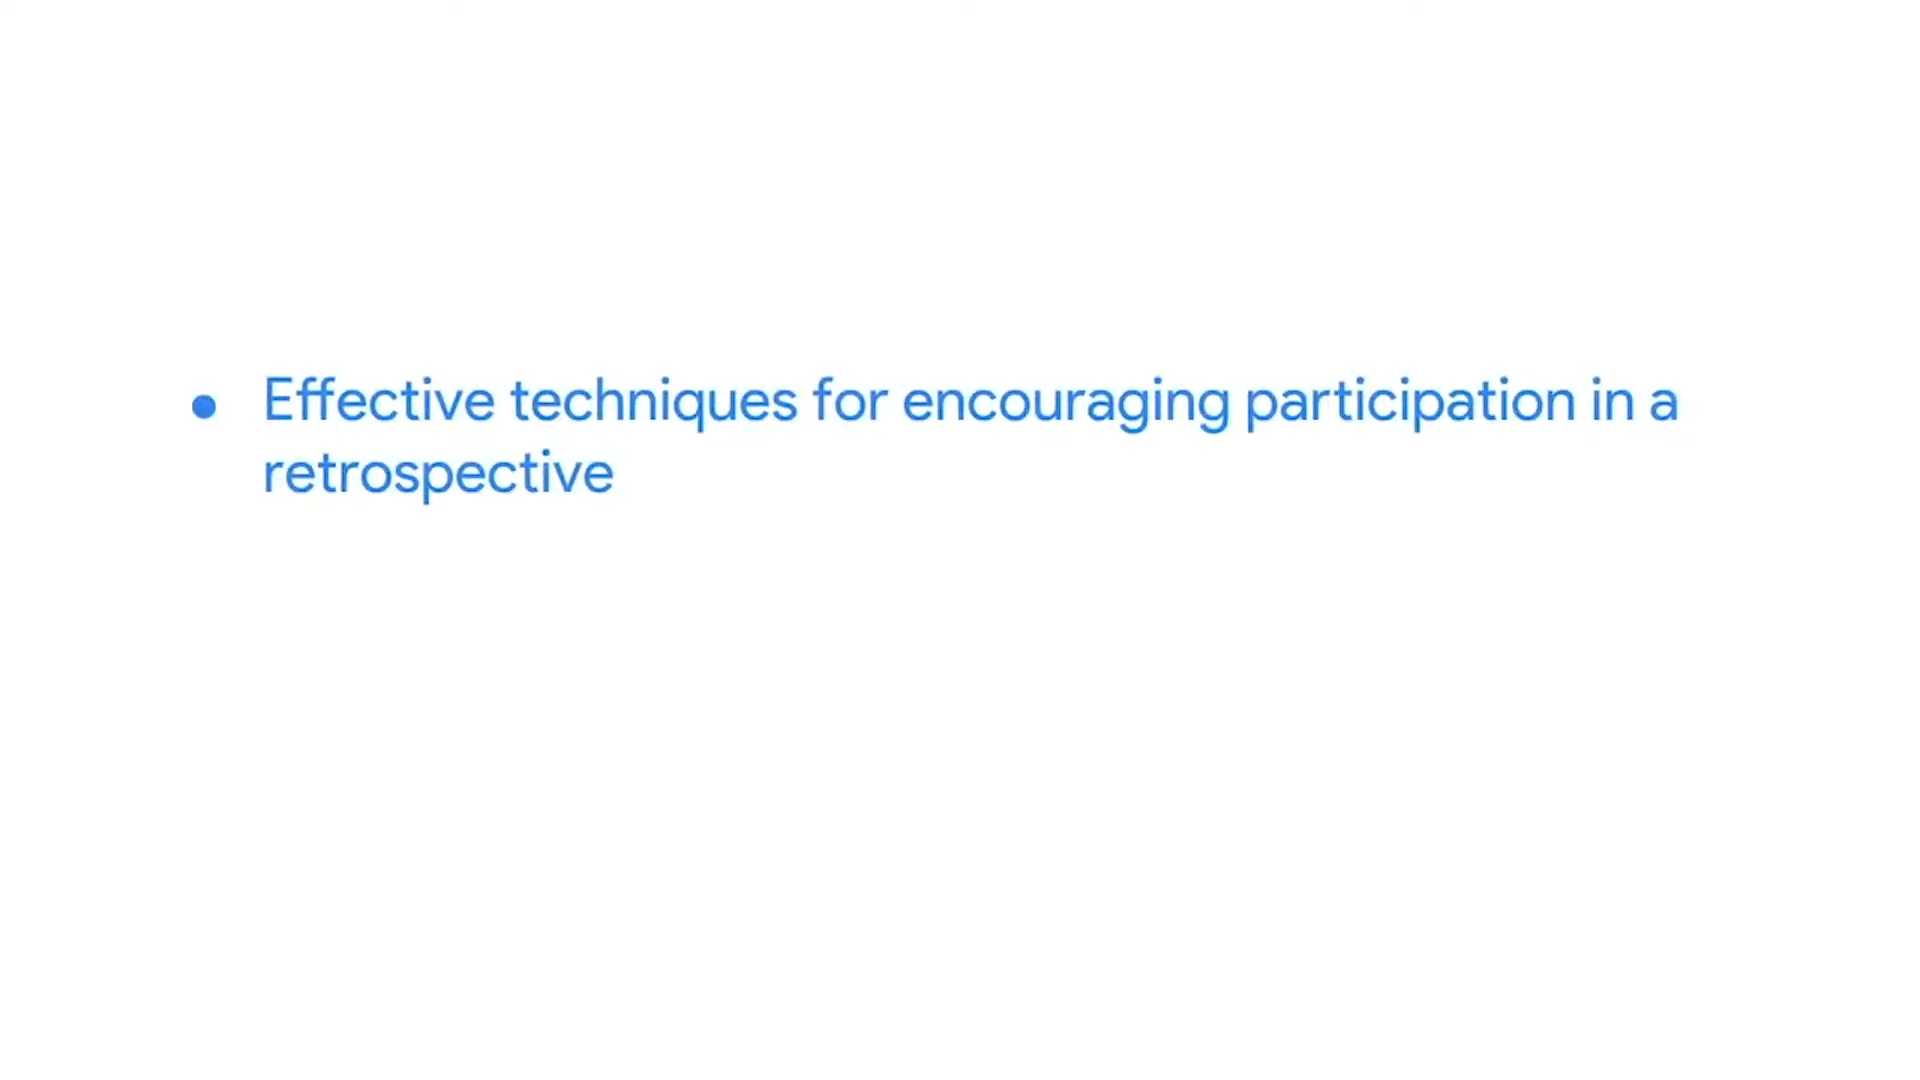 • Effective techniques for encouraging participation in a
retrospective